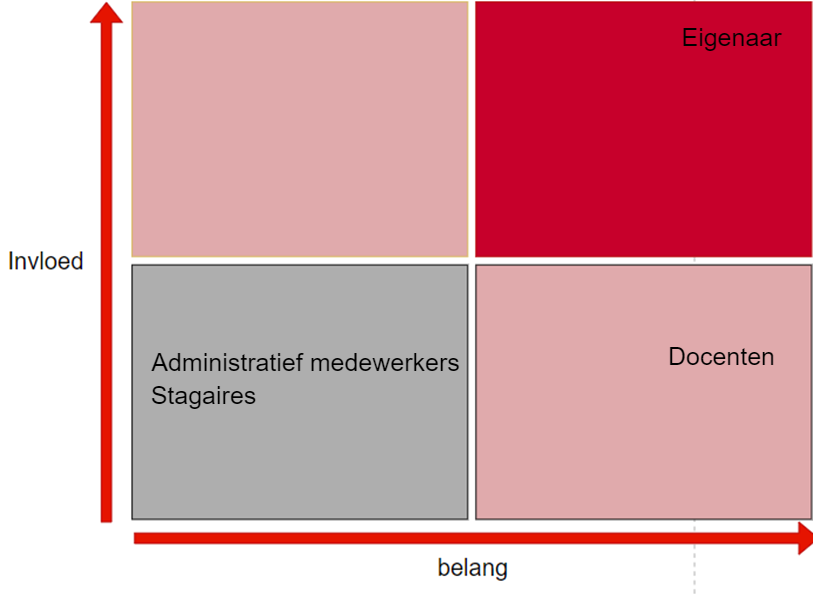 Eigenaar
Invloed
Administratief medewerkers
Stagaires
Docenten
belang